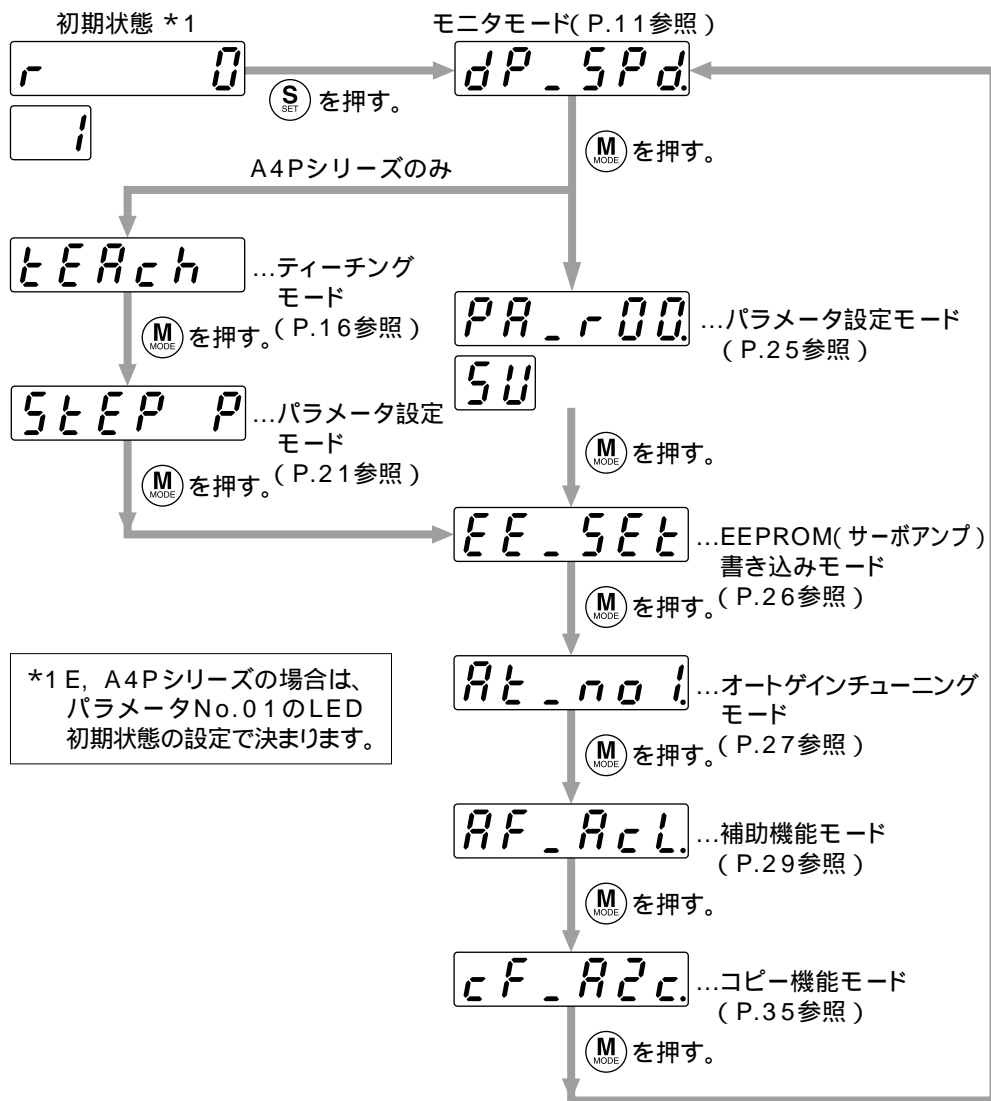 初期状態 *1
r 0
1
S SET を押す。
モニタモード( P.11参照 )
dP_SPd.
M MODE を押す。
A4Pシリーズのみ
tEAch
…ティーチング
モード
( P.16参照 )
M MODE を押す。
StEP P
…パラメータ設定
モード
( P.21参照 )
M MODE を押す。
PA_r00.
SU
…パラメータ設定モード
( P.25参照 )
M MODE を押す。
EE_SEt
…EEPROM(サーボアンプ)
書き込みモード
( P.26参照 )
M MODE を押す。
At_no1.
…オートゲインチューニング
モード
( P.27参照 )
M MODE を押す。
AF_AcL.
…補助機能モード
( P.29参照 )
M MODE を押す。
cF_A2c.
…コピー機能モード
( P.35参照 )
M MODE を押す。
*1 E, A4Pシリーズの場合は、
パラメータNo.01のLED
初期状態の設定で決まります。